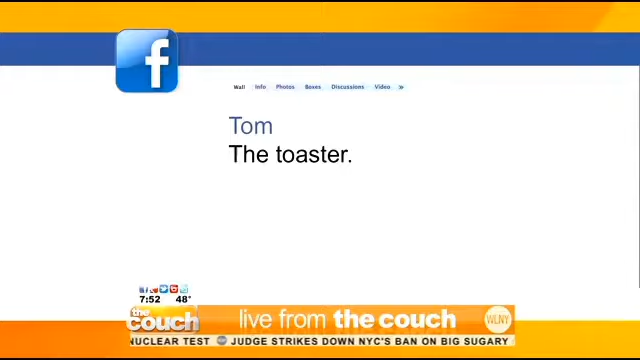 f
Wall Info Photos Boxes Discussions Video »
Tom
The toaster.
7:52 48°
the couch
live from the couch
WLNY
NUCLEAR TEST JUDGE STRIKES DOWN NYC'S BAN ON BIG SUGARY